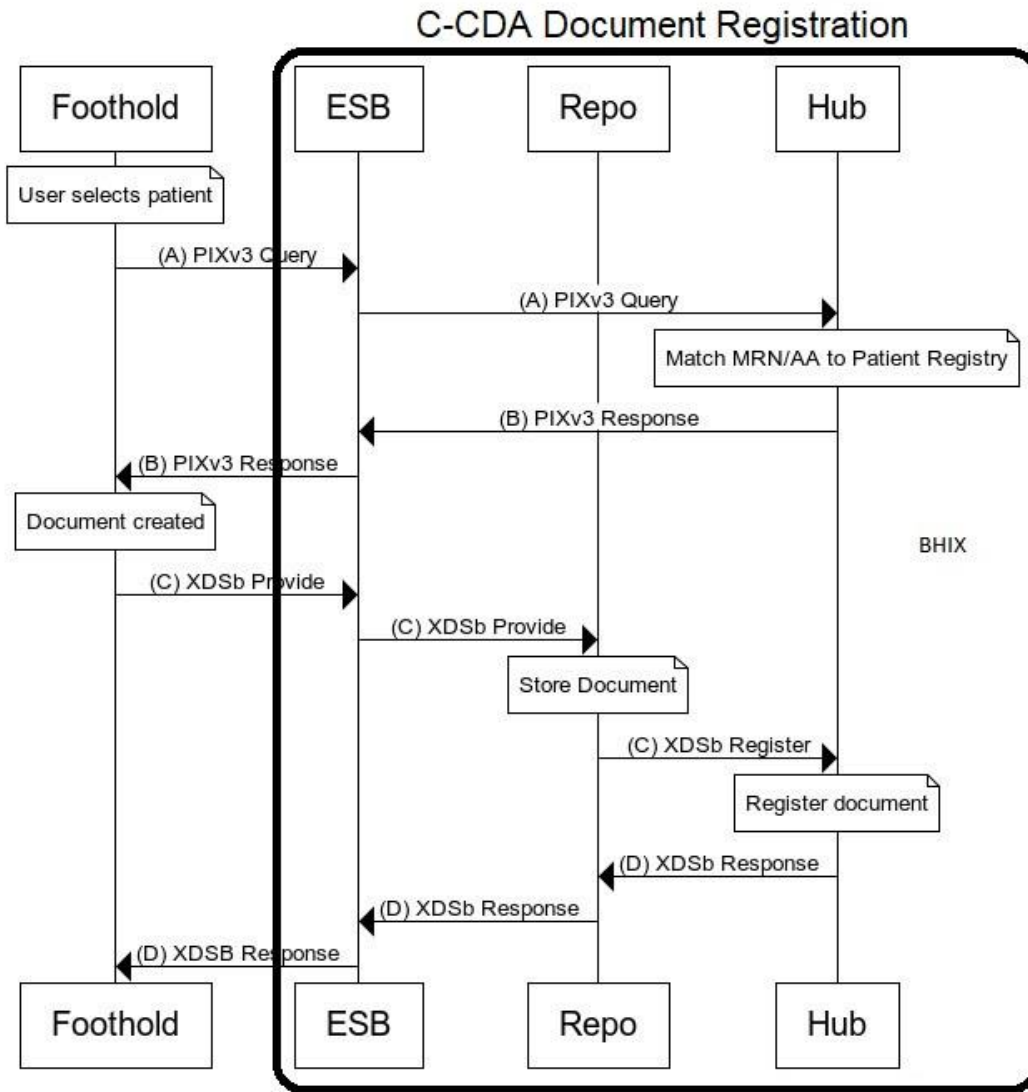 C-CDA Document Registration
Foothold
ESB
Repo
Hub
User selects patient
(A) PIXv3 Query
(A) PIXv3 Query
Match MRN/AA to Patient Registry
(B) PIXv3 Response
(B) PIXv3 Response
Document created
BHIX
(C) XDSb Provide
(C) XDSb Provide
Store Document
(C) XDSb Register
Register document
(D) XDSb Response
(D) XDSb Response
(D) XDSB Response
Foothold
ESB
Repo
Hub